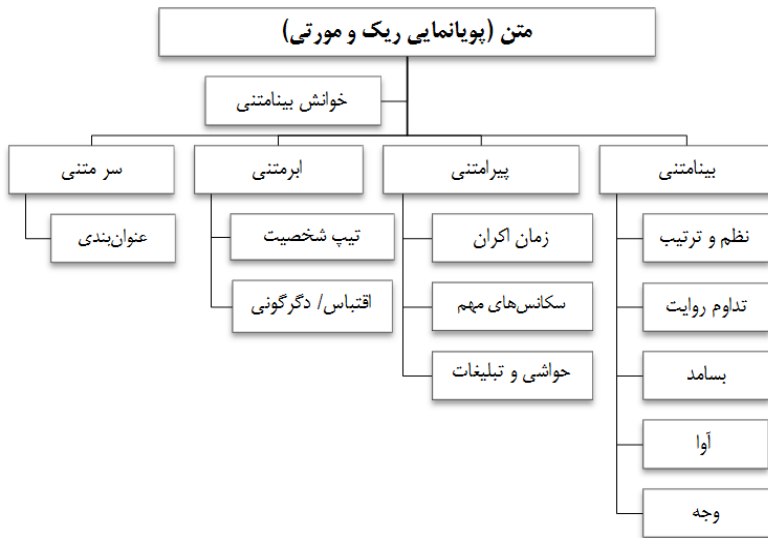 متن (پویانمایی ریک و مورتی)
خوانش بینامتنی
بینامتنی
پیرامتنی
ابرمتنی
سر متنی
نظم و ترتیب
زمان اکران
تیپ شخصیت
عنوان‌بندی
تداوم روایت
سکانس‌های مهم
اقتباس/ دگرگونی
بسامد
حواشی و تبلیغات
آوا
وجه